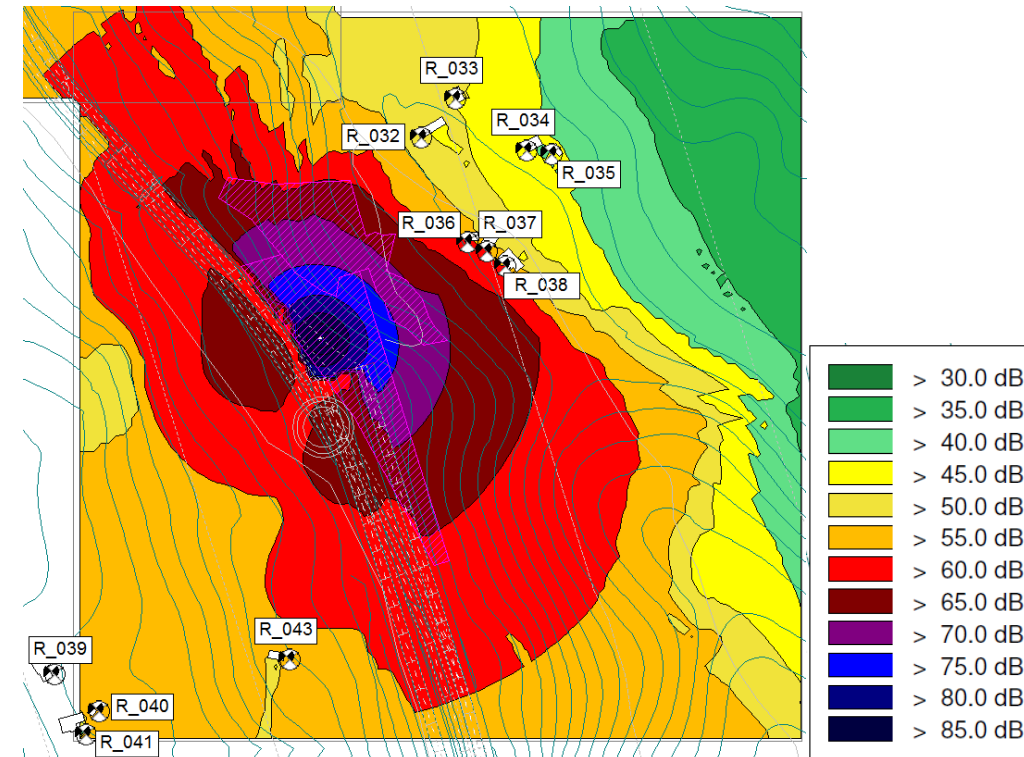 R_033
R_034
R_032
R_035
R_036
R_037
R_038
> 30.0 dB
> 35.0 dB
> 40.0 dB
> 45.0 dB
> 50.0 dB
> 55.0 dB
> 60.0 dB
> 65.0 dB
> 70.0 dB
> 75.0 dB
> 80.0 dB
> 85.0 dB
R_043
R_039
R_040
R_041